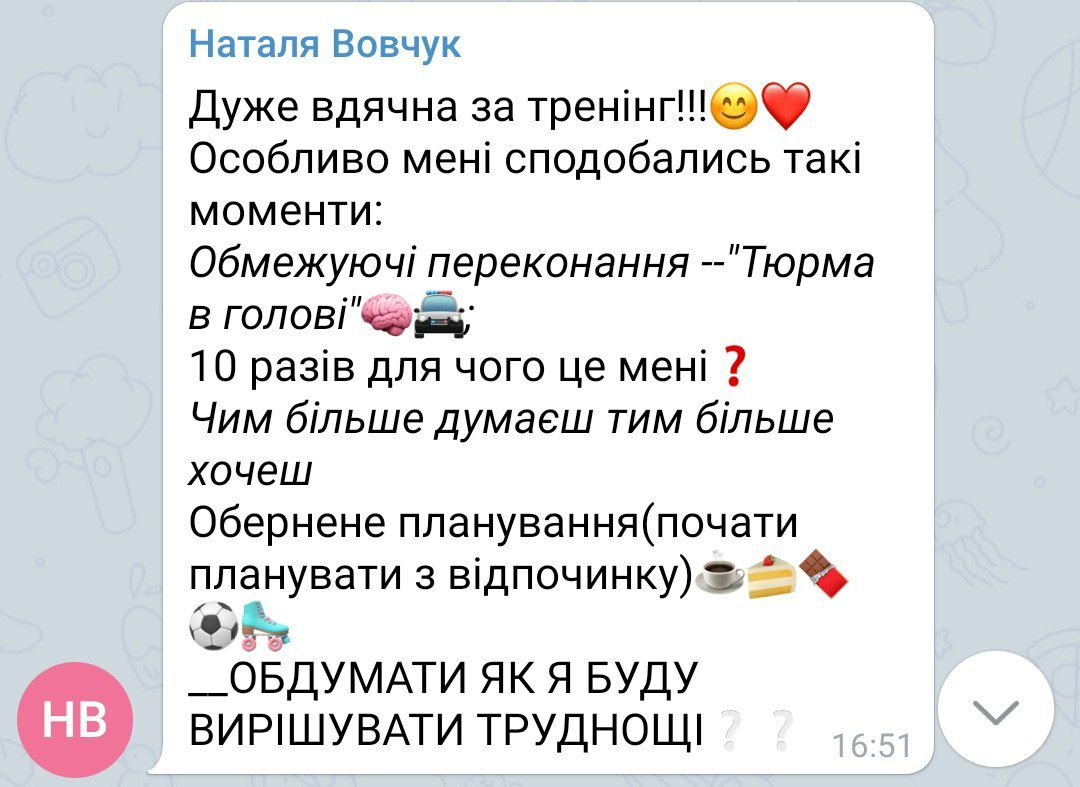 Наталя Вовчук
Дуже вдячна за тренінг!!!😊❤️
Особливо мені сподобались такі
моменти:
Обмежуючі переконання --"Тюрма
в голові"🧠🚔;
10 разів для чого це мені❓
Чим більше думаєш тим більше
хочеш
Обернене планування(почати
планувати з відпочинку)☕🍰🍫
⚽🛼
__ОБДУМАТИ ЯК Я БУДУ
ВИРІШУВАТИ ТРУДНОЩІ❔❔
16:51
НВ